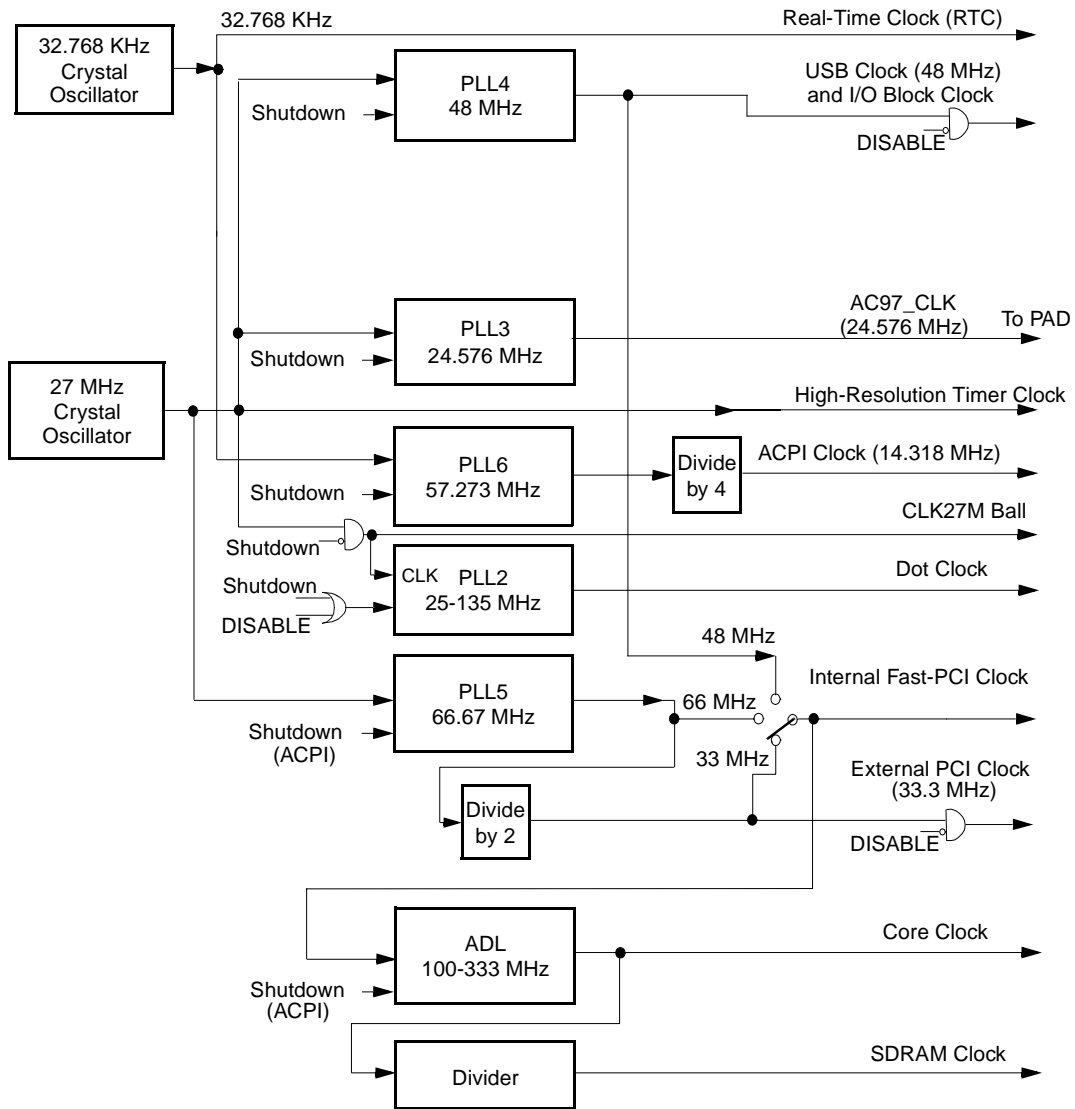 32.768 KHz
Real-Time Clock (RTC)
32.768 KHz
Crystal
Oscillator
PLL4
48 MHz
Shutdown
USB Clock (48 MHz)
and I/O Block Clock
DISABLE
PLL3
24.576 MHz
Shutdown
AC97_CLK
(24.576 MHz)
To PAD
27 MHz
Crystal
Oscillator
High-Resolution Timer Clock
PLL6
57.273 MHz
Shutdown
Divide
by 4
ACPI Clock (14.318 MHz)
CLK27M Ball
Shutdown
CLK
PLL2
25-135 MHz
Shutdown
DISABLE
Dot Clock
48 MHz
PLL5
66.67 MHz
Shutdown
(ACPI)
66 MHz
33 MHz
Internal Fast-PCI Clock
Divide
by 2
External PCI Clock
(33.3 MHz)
DISABLE
ADL
100-333 MHz
Shutdown
(ACPI)
Core Clock
Divider
SDRAM Clock